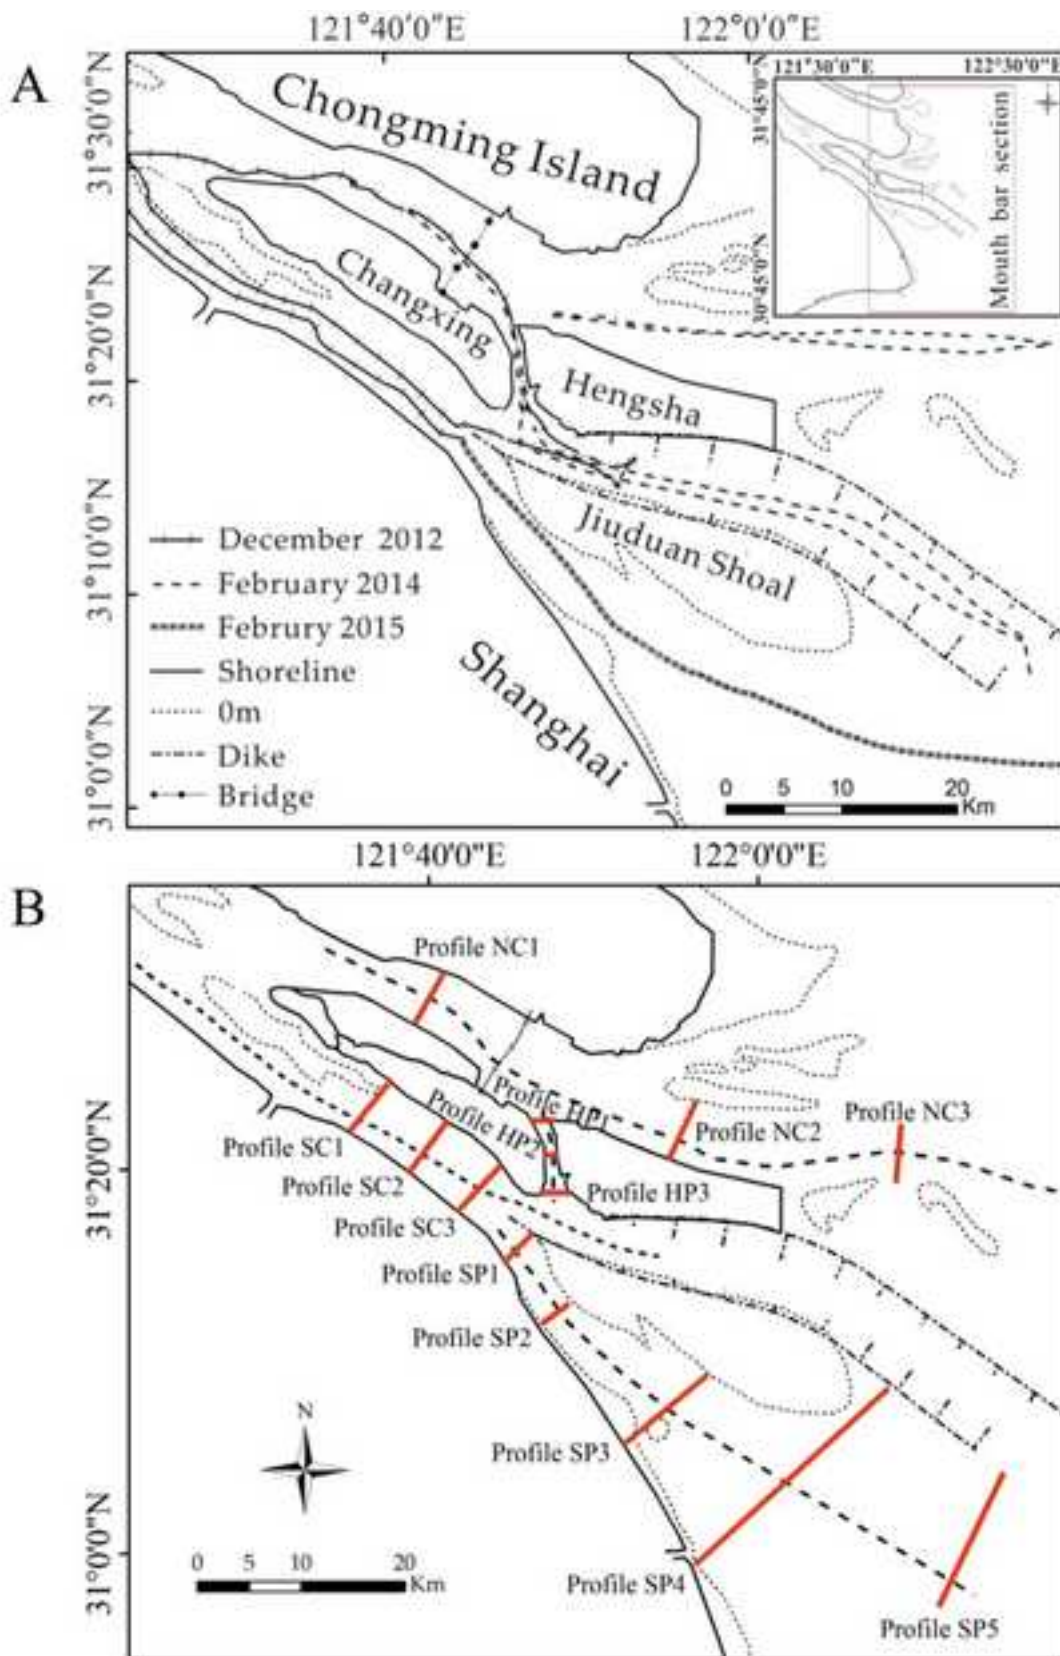 121°40'0"E
122°0'0"E
A
121°30'0"E
122°30'0"E
31°45'0"N
30°45'0"N
Mouth bar section
Chongming Island
Changxing
Hengsha
Jiuduan Shoal
Shanghai
31°30'0"N
31°20'0"N
31°10'0"N
31°0'0"N
December 2012
February 2014
Februry 2015
Shoreline
0m
Dike
Bridge
0 5 10 20
Km
121°40'0"E
122°0'0"E
B
Profile NC1
Profile HP1
Profile HP2
Profile NC2
Profile NC3
Profile SC1
Profile SC2
Profile HP3
Profile SC3
Profile SP1
Profile SP2
Profile SP3
Profile SP4
Profile SP5
31°20'0"N
31°0'0"N
N
0 5 10 20
Km